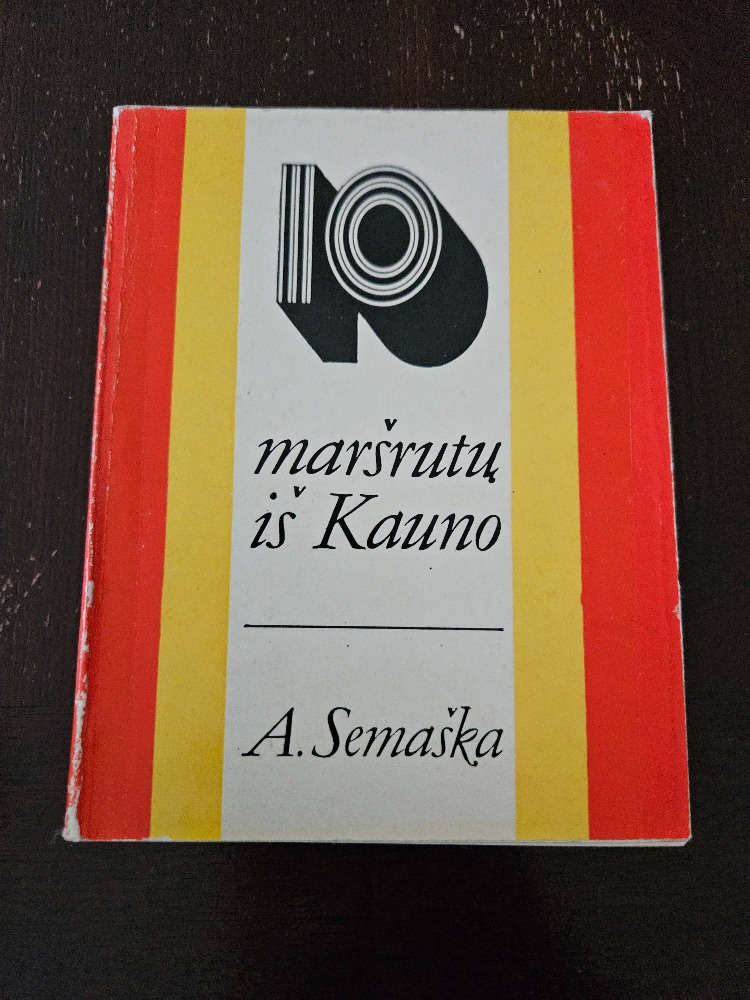 10
maršrutų
iš Kauno
A. Semaška